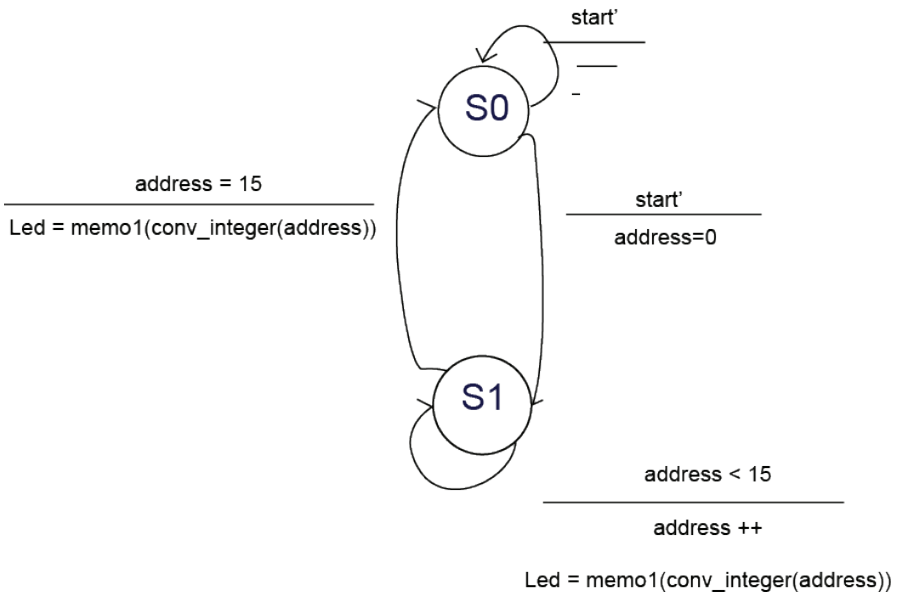 start’
S0
address = 15
Led = memo1(conv_integer(address))
start’
address=0
S1
address < 15
address ++
Led = memo1(conv_integer(address))